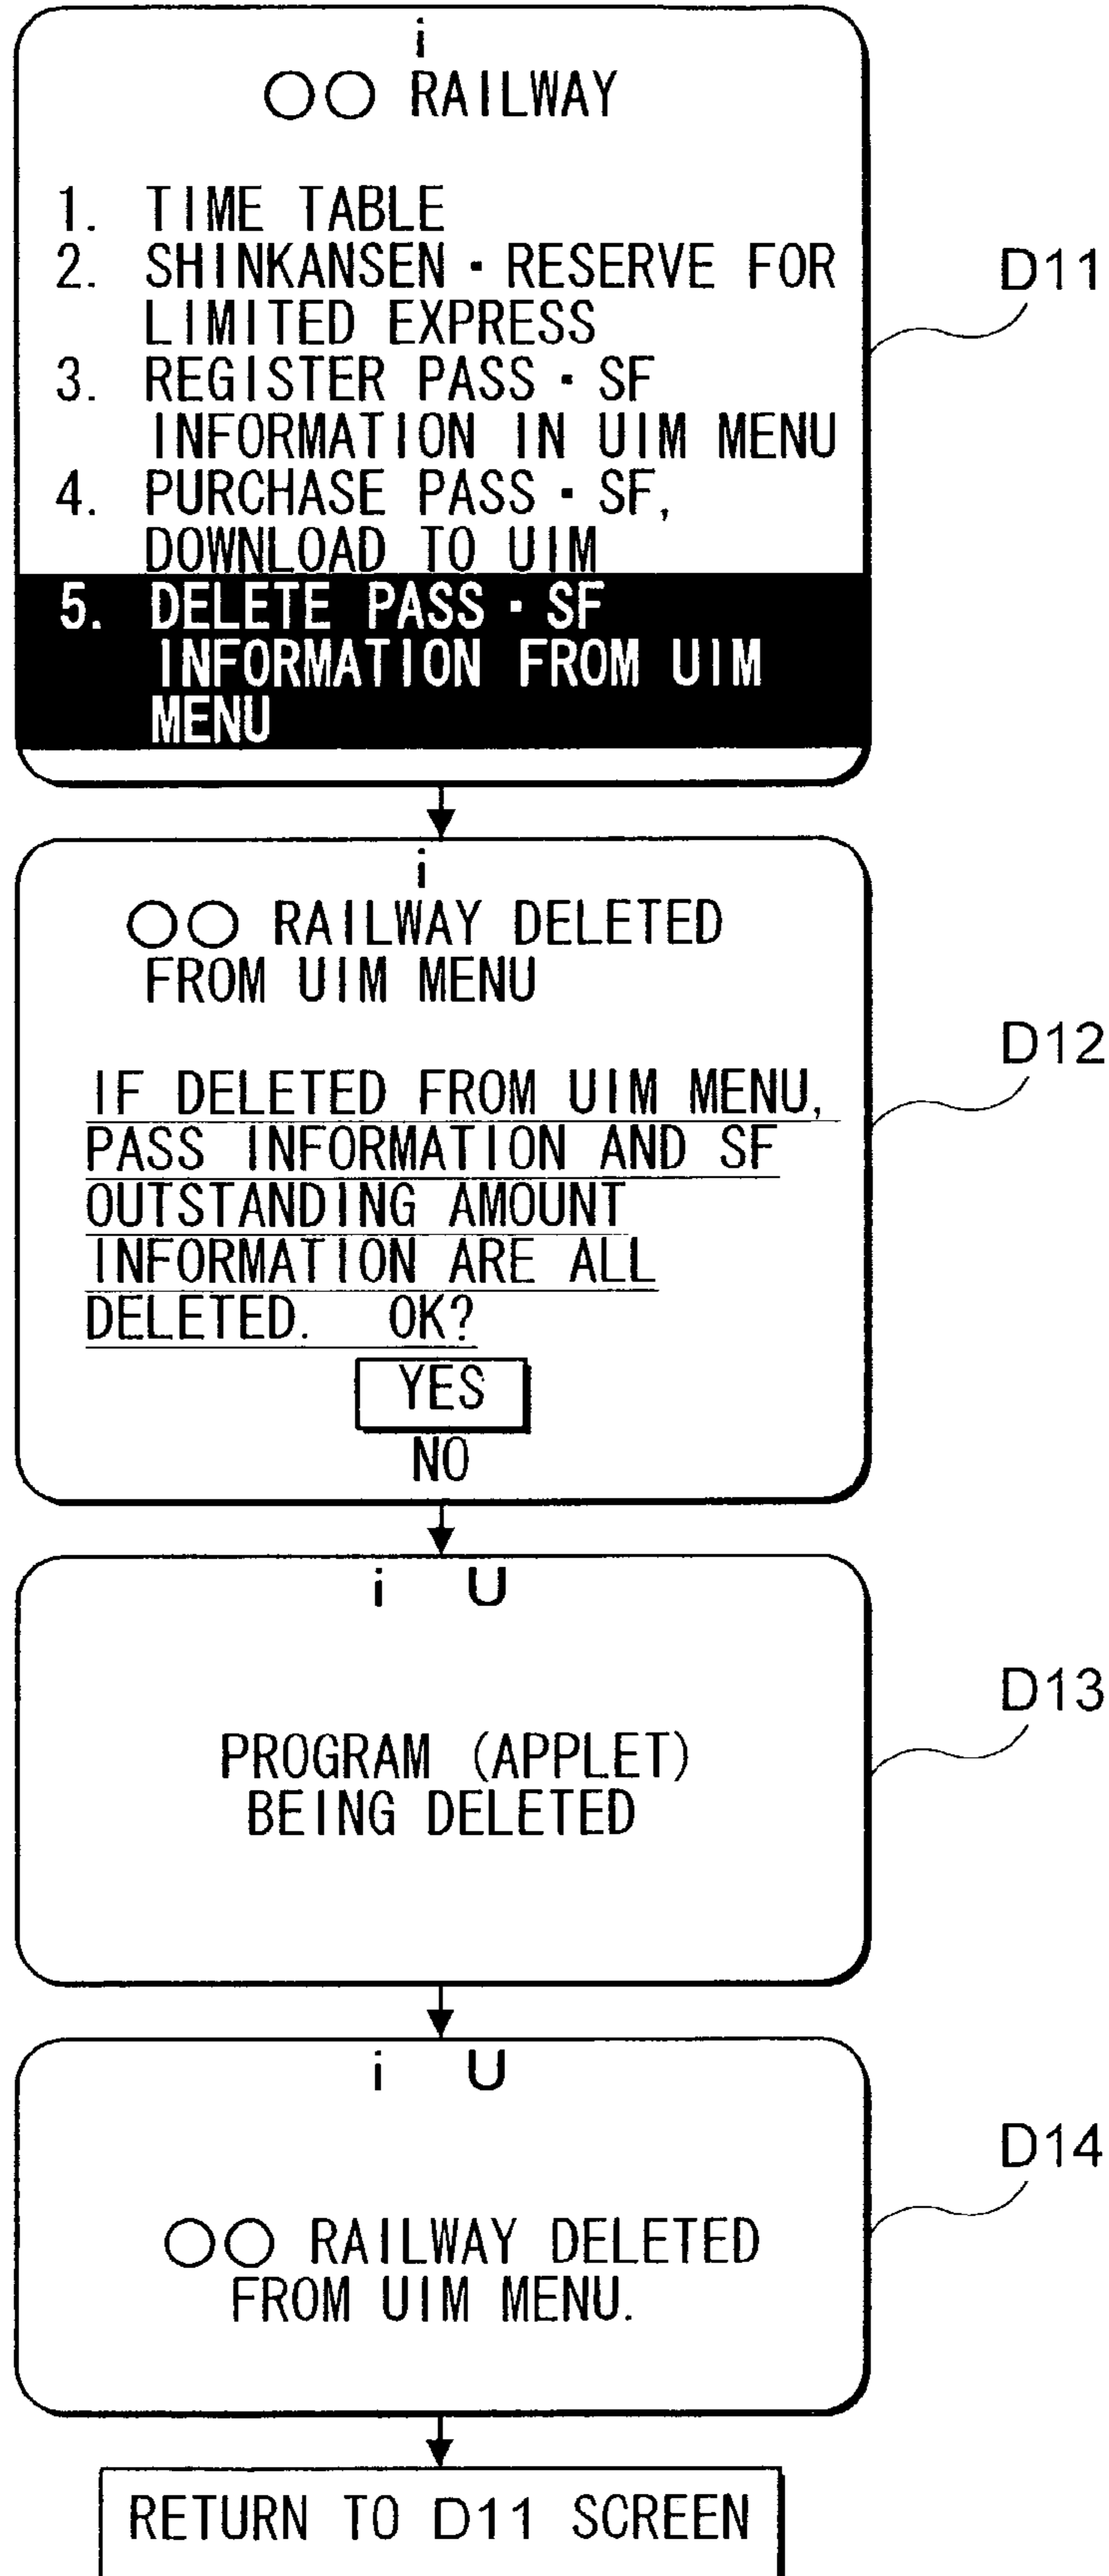 i
○○ RAILWAY
1. TIME TABLE
2. SHINKANSEN・RESERVE FOR
LIMITED EXPRESS
3. REGISTER PASS・SF
INFORMATION IN UIM MENU
4. PURCHASE PASS・SF,
DOWNLOAD TO UIM
5. DELETE PASS・SF
INFORMATION FROM UIM
MENU
D11
i
○○ RAILWAY DELETED
FROM UIM MENU
IF DELETED FROM UIM MENU,
PASS INFORMATION AND SF
OUTSTANDING AMOUNT
INFORMATION ARE ALL
DELETED. OK?
YES
NO
D12
i U
PROGRAM (APPLET)
BEING DELETED
D13
i U
○○ RAILWAY DELETED
FROM UIM MENU.
D14
RETURN TO D11 SCREEN